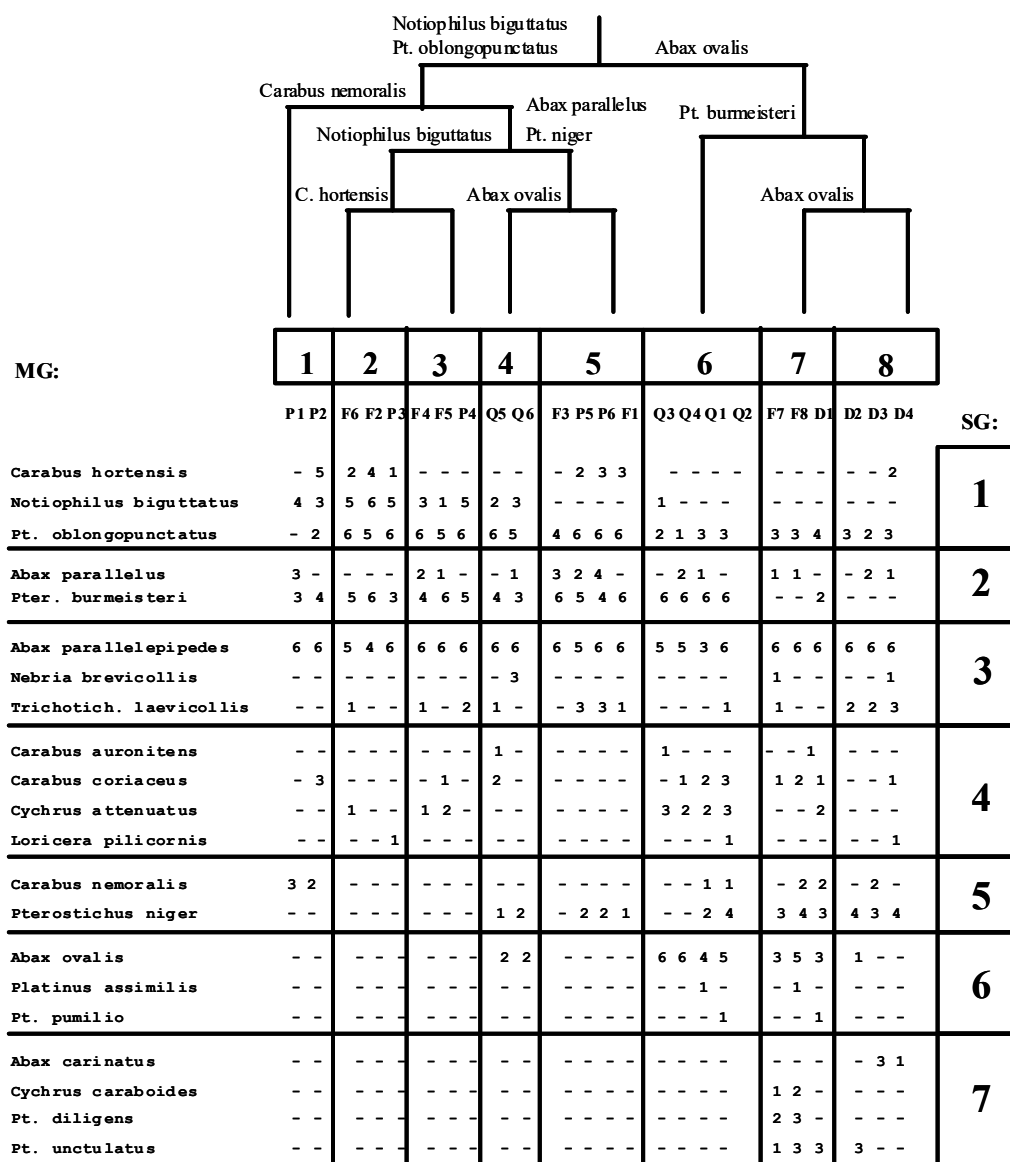 Notiophilus biguttatus
Pt. oblongopunctatus Abax ovalis
Carabus nemoralis Abax parallelus Pt. burmeisteri
Notiophilus biguttatus Pt. niger
C. hortensis Abax ovalis Abax ovalis
MG: 1 2 3 4 5 6 7 8
P1 P2 F6 F2 P3 F4 F5 P4 Q5 Q6 F3 P5 P6 F1 Q3 Q4 Q1 Q2 F7 F8 D1 D2 D3 D4 SG:
Carabus hortensis - 5 2 4 1 - - - - - - 2 3 3 - - - - - - - - - 2 1
Notiophilus biguttatus 4 3 5 6 5 3 1 5 2 3 - - - - 1 - - - - - - - - -
Pt. oblongopunctatus - 2 6 5 6 6 5 6 6 5 4 6 6 6 2 1 3 3 3 3 4 3 2 3
Abax parallelus 3 - - - - 2 1 - - 1 3 2 4 - - 2 1 - 1 1 - - 2 1 2
Pter. burmeisteri 3 4 5 6 3 4 6 5 4 3 6 5 4 6 6 6 6 6 - - 2 - - -
Abax parallelepipedes 6 6 5 4 6 6 6 6 6 6 6 5 6 6 5 5 3 6 6 6 6 6 6 6 3
Nebria brevicollis - - - - - - - - - 3 - - - - - - - - 1 - - - - 1
Trichotich. laevicollis - - 1 - - 1 - 2 1 - - 3 3 1 - - - 1 1 - - 2 2 3
Carabus auronitens - - - - - - - - 1 - - - - - 1 - - - - - 1 - - - 4
Carabus coriaceus - 3 - - - - 1 - 2 - - - - - - 1 2 3 1 2 1 - - 1
Cychrus attenuatus - - 1 - - 1 2 - - - - - - - 3 2 2 3 - - 2 - - -
Loricera pilicornis - - - - 1 - - - - - - - - - - - - 1 - - - - - 1
Carabus nemoralis 3 2 - - - - - - - - - - - - - - 1 1 - 2 2 - 2 - 5
Pterostichus niger - - - - - - - - 1 2 - 2 2 1 - - 2 4 3 4 3 4 3 4
Abax ovalis - - - - - - - - 2 2 - - - - 6 6 4 5 3 5 3 1 - - 6
Platinus assimilis - - - - - - - - - - - - - - - - 1 - - 1 - - - -
Pt. pumilio - - - - - - - - - - - - - - - - - 1 - - 1 - - -
Abax carinatus - - - - - - - - - - - - - - - - - - - - - - 3 1 7
Cychrus caraboides - - - - - - - - - - - - - - - - - - 1 2 - - - -
Pt. diligens - - - - - - - - - - - - - - - - - - 2 3 - - - -
Pt. unctulatus - - - - - - - - - - - - - - - - - - 1 3 3 3 - -